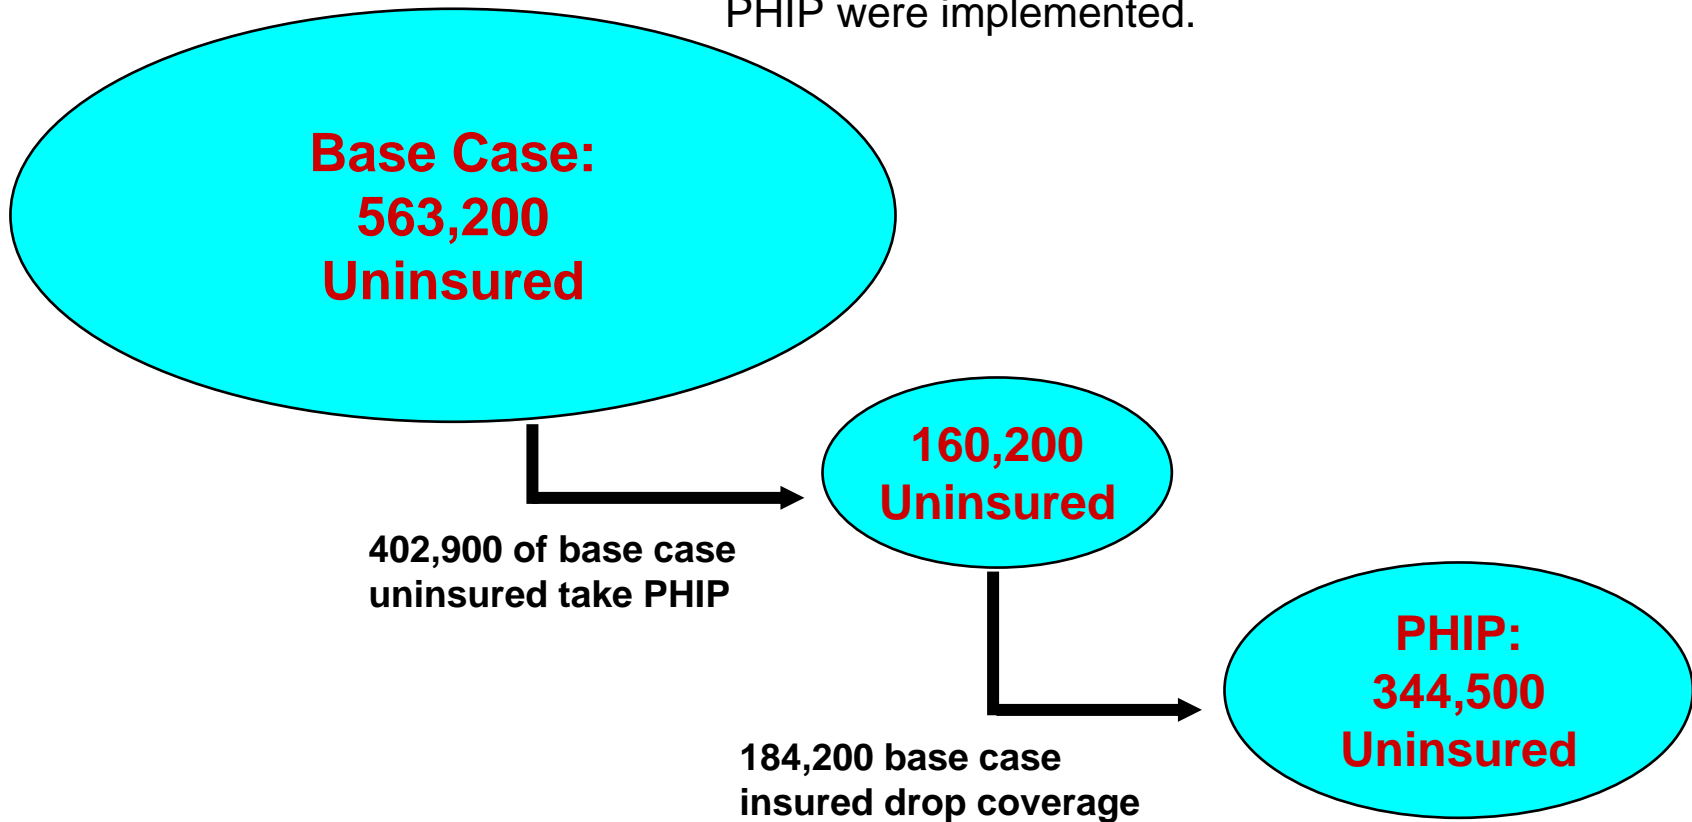 PHIP were implemented.
Base Case:
563,200
Uninsured
160,200
Uninsured
402,900 of base case
uninsured take PHIP
PHIP:
344,500
Uninsured
184,200 base case
insured drop coverage